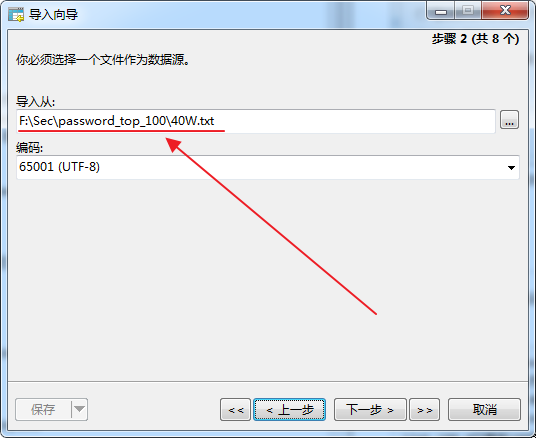 导入向导
步骤 2 (共 8 个)
你必须选择一个文件作为数据源。
导入从:
F:\Sec\password_top_100\40W.txt
...
编码:
65001 (UTF-8)
保存 << < 上一步 下一步 > >> 取消